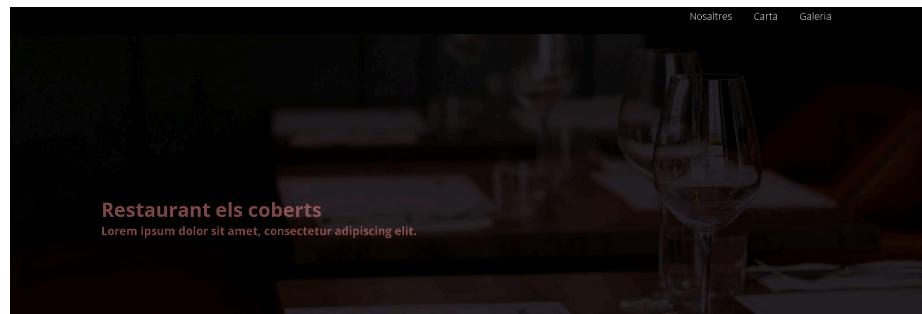 Nosaltres Carta Galeria
Restaurant els coberts
Lorem ipsum dolor sit amet, consectetur adipiscing elit.